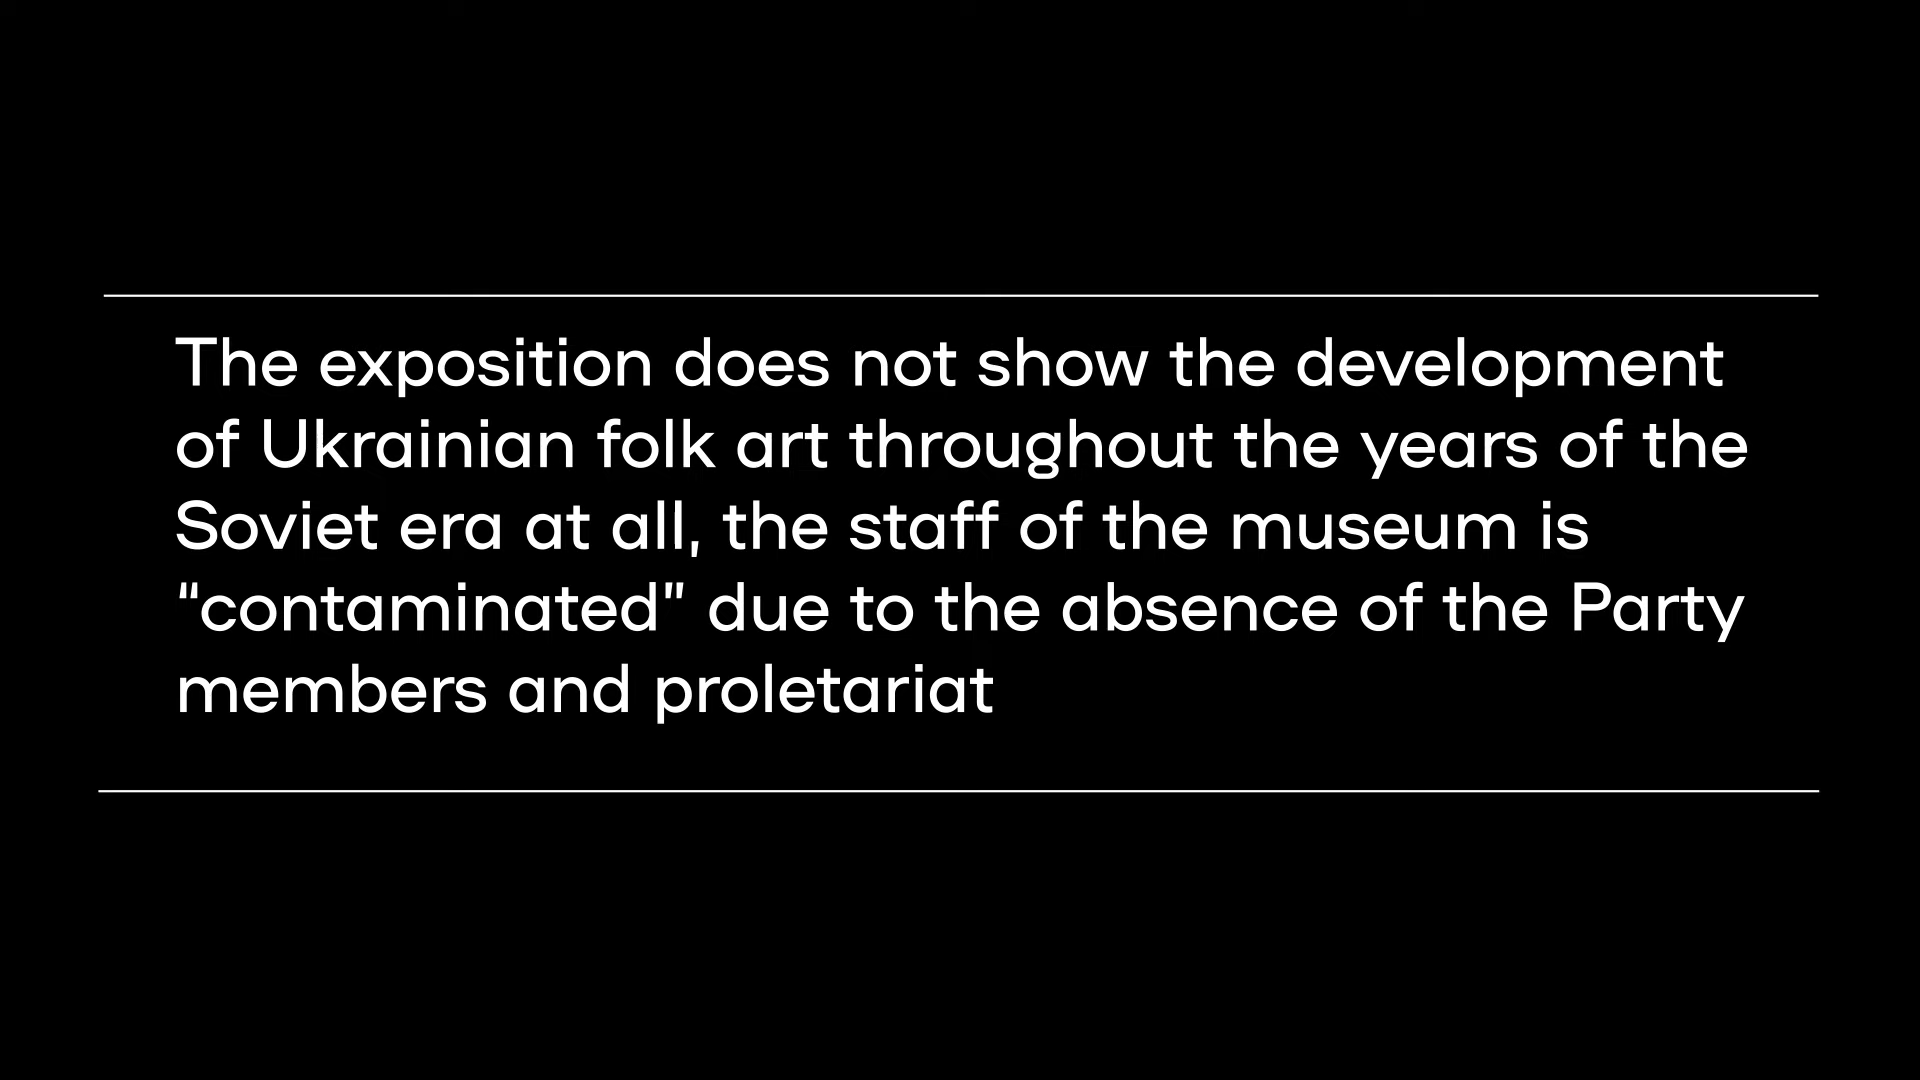 The exposition does not show the development
of Ukrainian folk art throughout the years of the
Soviet era at all, the staff of the museum is
“contaminated” due to the absence of the Party
members and proletariat